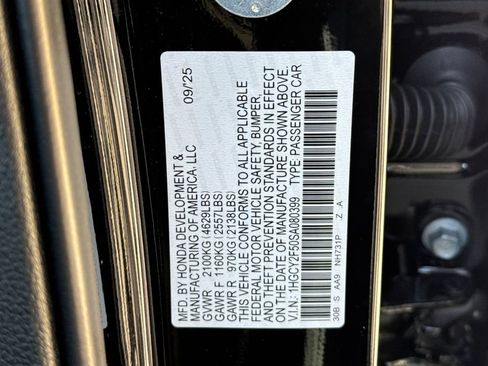 MFD. BY HONDA DEVELOPMENT & 09/25
MANUFACTURING OF AMERICA, LLC
GVWR 2100KG(4629LBS)
GAWR F 1160KG(2557LBS)
GAWR R 970KG(2138LBS)
THIS VEHICLE CONFORMS TO ALL APPLICABLE
FEDERAL MOTOR VEHICLE SAFETY, BUMPER,
AND THEFT PREVENTION STANDARDS IN EFFECT
ON THE DATE OF MANUFACTURE SHOWN ABOVE.
V.I.N.: 1HGCY2F50SA080399 TYPE: PASSENGER CAR
30B S AA9 NH731P Z A